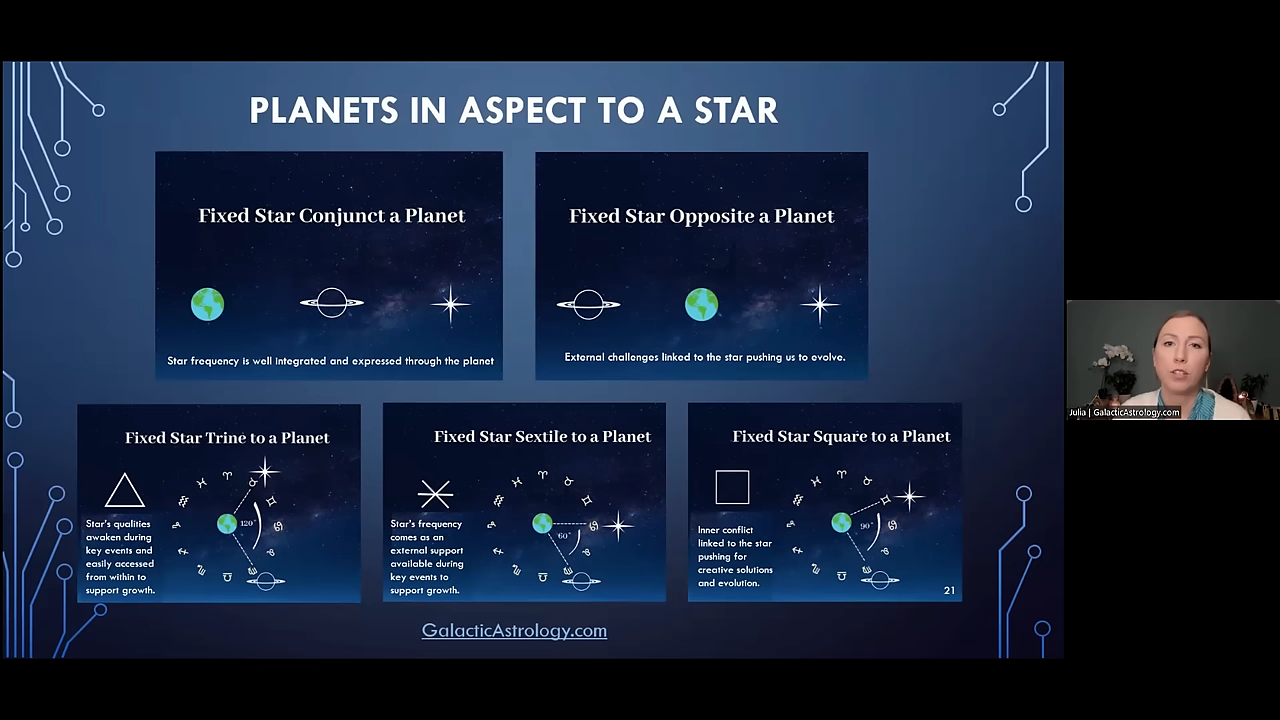 PLANETS IN ASPECT TO A STAR
Fixed Star Conjunct a Planet
Star frequency is well integrated and expressed through the planet
Fixed Star Opposite a Planet
External challenges linked to the star pushing us to evolve.
Fixed Star Trine to a Planet
120°
Star's qualities
awaken during
key events and
easily accessed
from within to
support growth.
Fixed Star Sextile to a Planet
60°
Star's frequency
comes as an
external support
available during
key events to
support growth.
Fixed Star Square to a Planet
90°
Inner conflict
linked to the star
pushing for
creative solutions
and evolution.
21
GalacticAstrology.com
Julia | GalacticAstrology.com